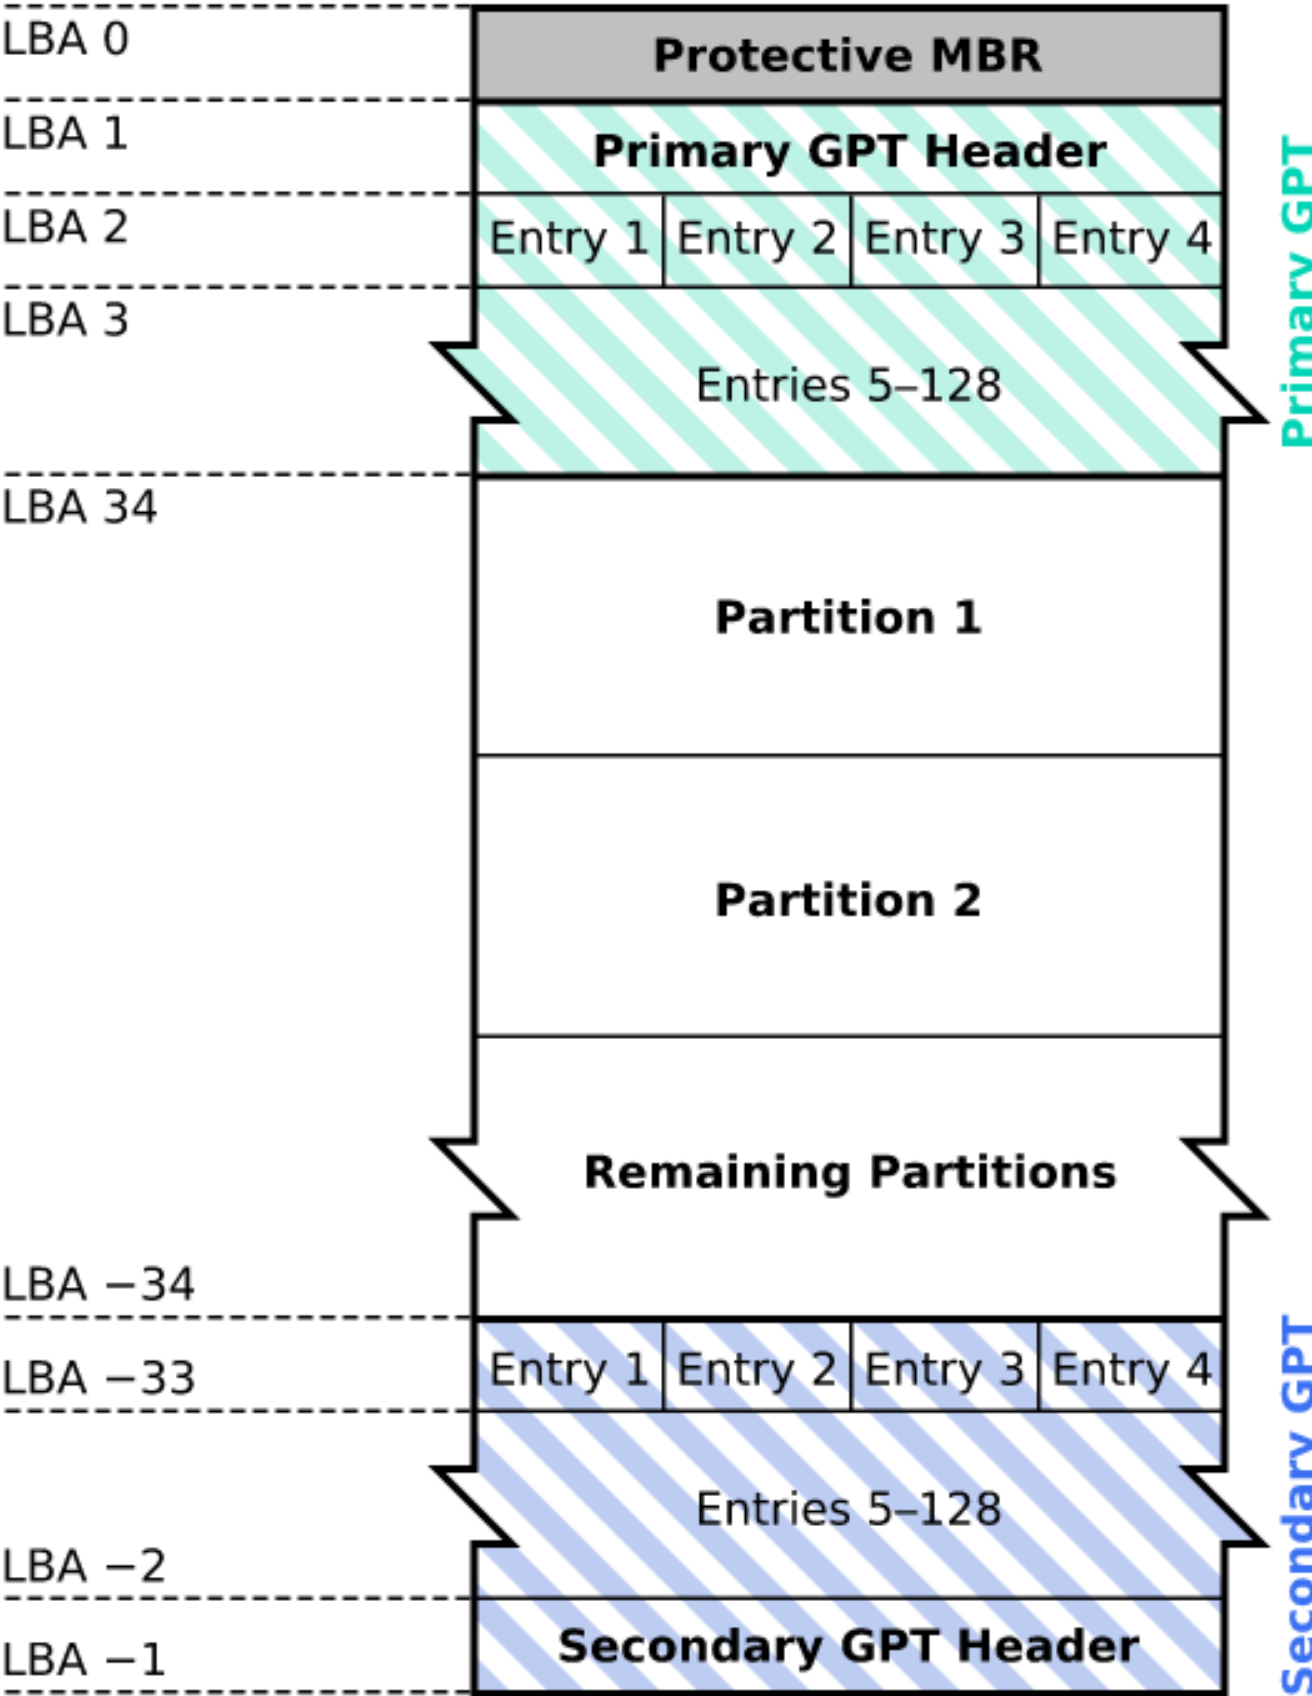 LBA 0
Protective MBR
LBA 1
Primary GPT Header
LBA 2
Entry 1 Entry 2 Entry 3 Entry 4
LBA 3
Entries 5–128
Primary GPT
LBA 34
Partition 1
Partition 2
Remaining Partitions
LBA −34
LBA −33
Entry 1 Entry 2 Entry 3 Entry 4
Entries 5–128
LBA −2
LBA −1
Secondary GPT Header
Secondary GPT